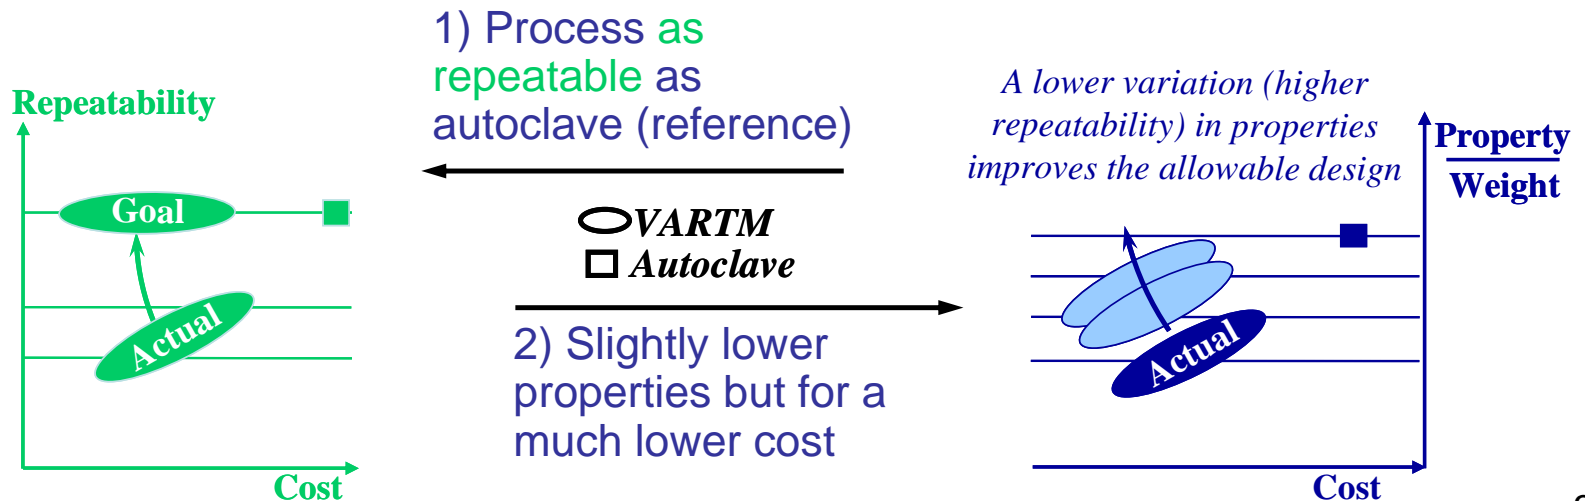 1) Process as
repeatable as
autoclave (reference)
Repeatability
Goal
Actual
Cost
VARTM
Autoclave
2) Slightly lower
properties but for a
much lower cost
A lower variation (higher
repeatability) in properties
improves the allowable design
Property
Weight
Actual
Cost